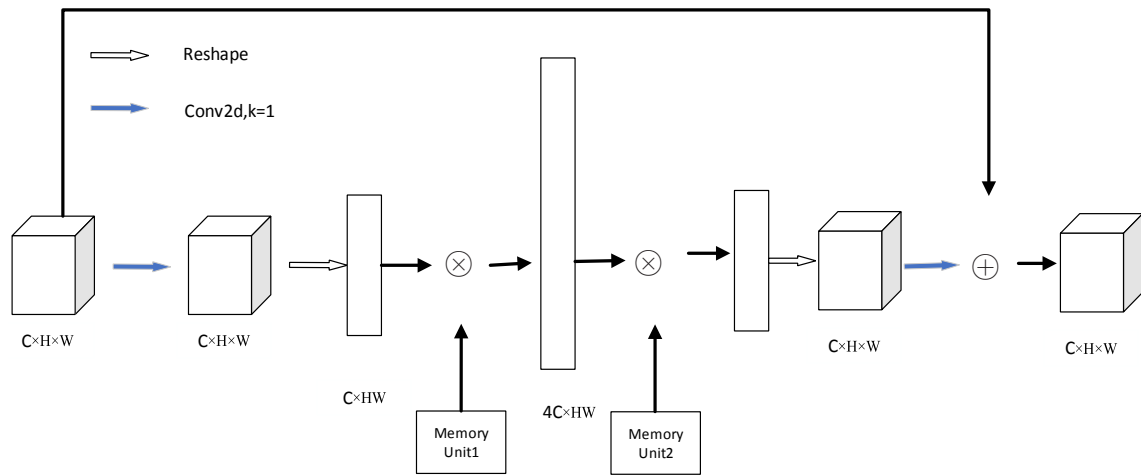 Reshape
Conv2d,k=1
C×H×W
C×H×W
C×HW
4C×HW
C×H×W
C×H×W
Memory
Unit1
Memory
Unit2